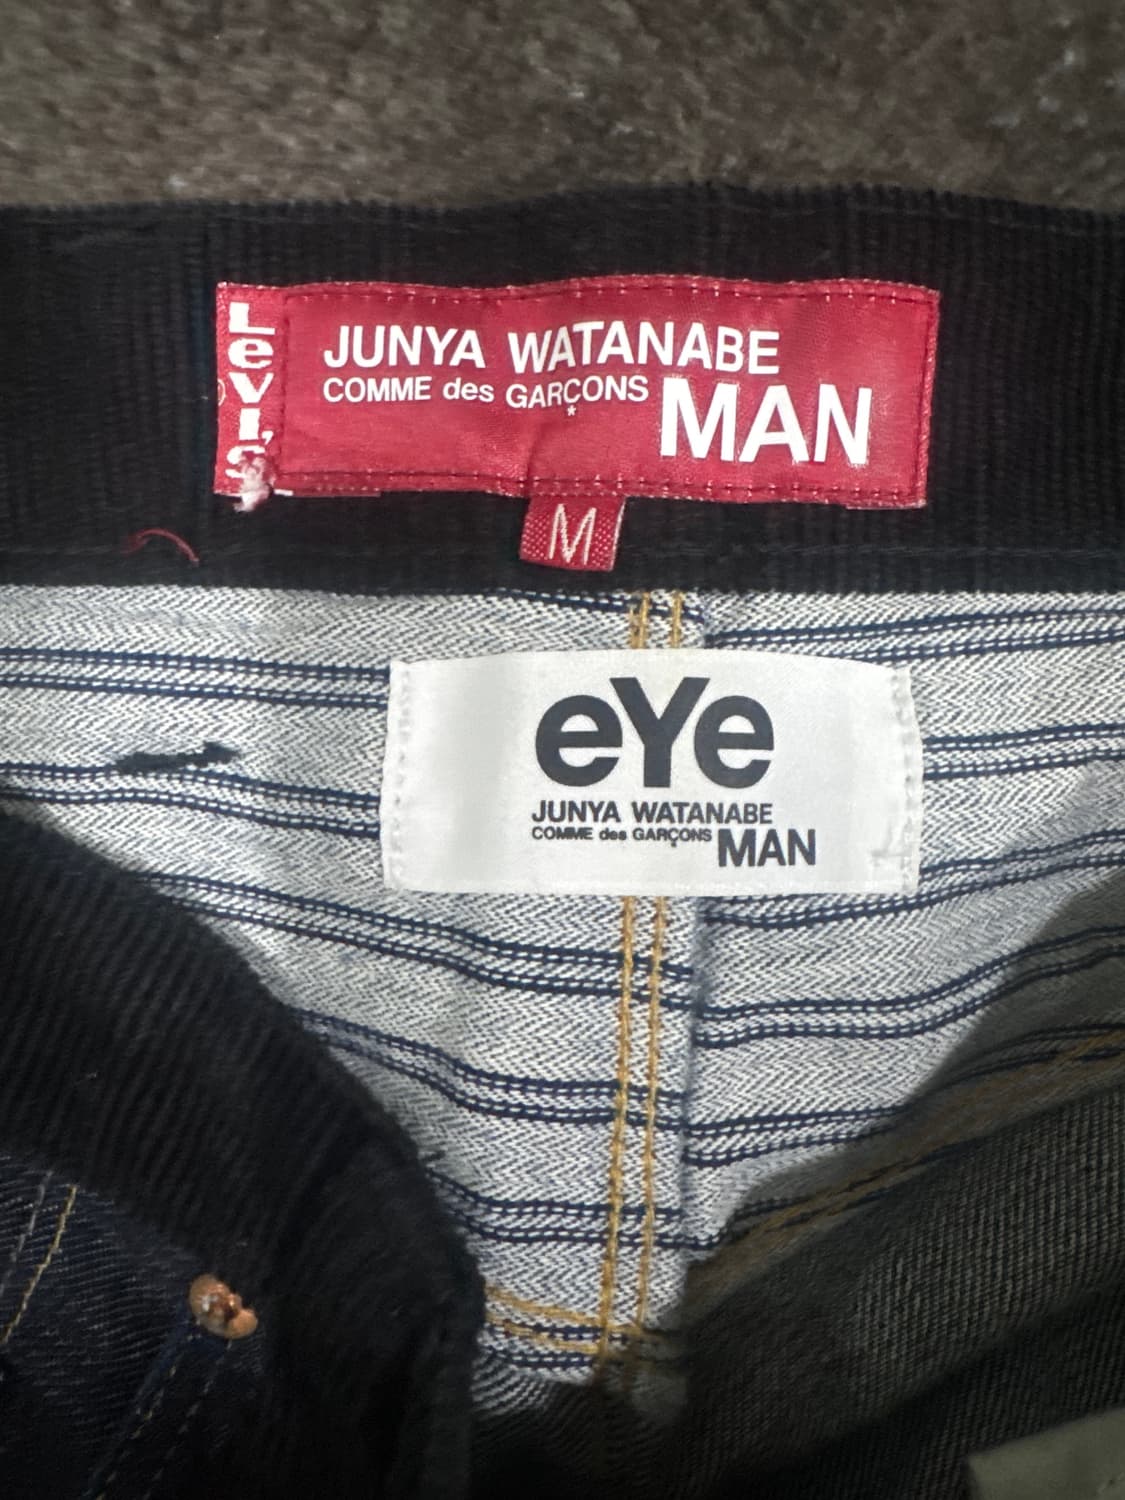 Levi's
JUNYA WATANABE
COMME des GARÇONS
MAN
M
eYe
JUNYA WATANABE
COMME des GARÇONS
MAN